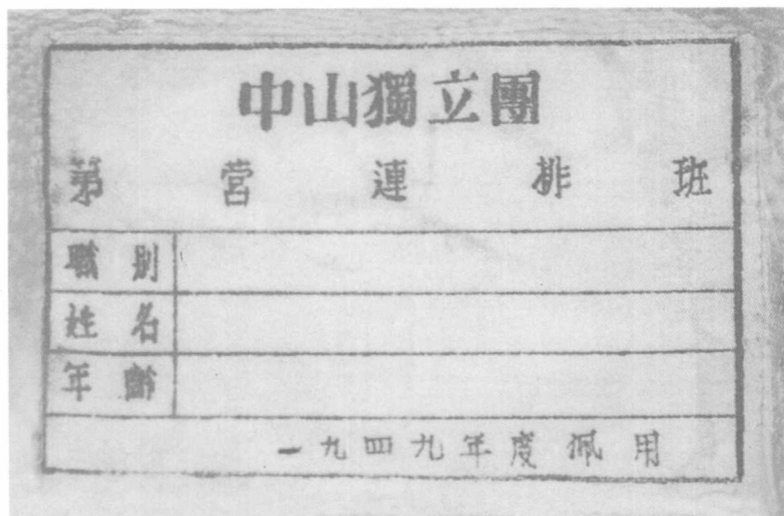 中山獨立團
第 營 連 排 班
職別
姓名
年齡
一九四九年度佩用